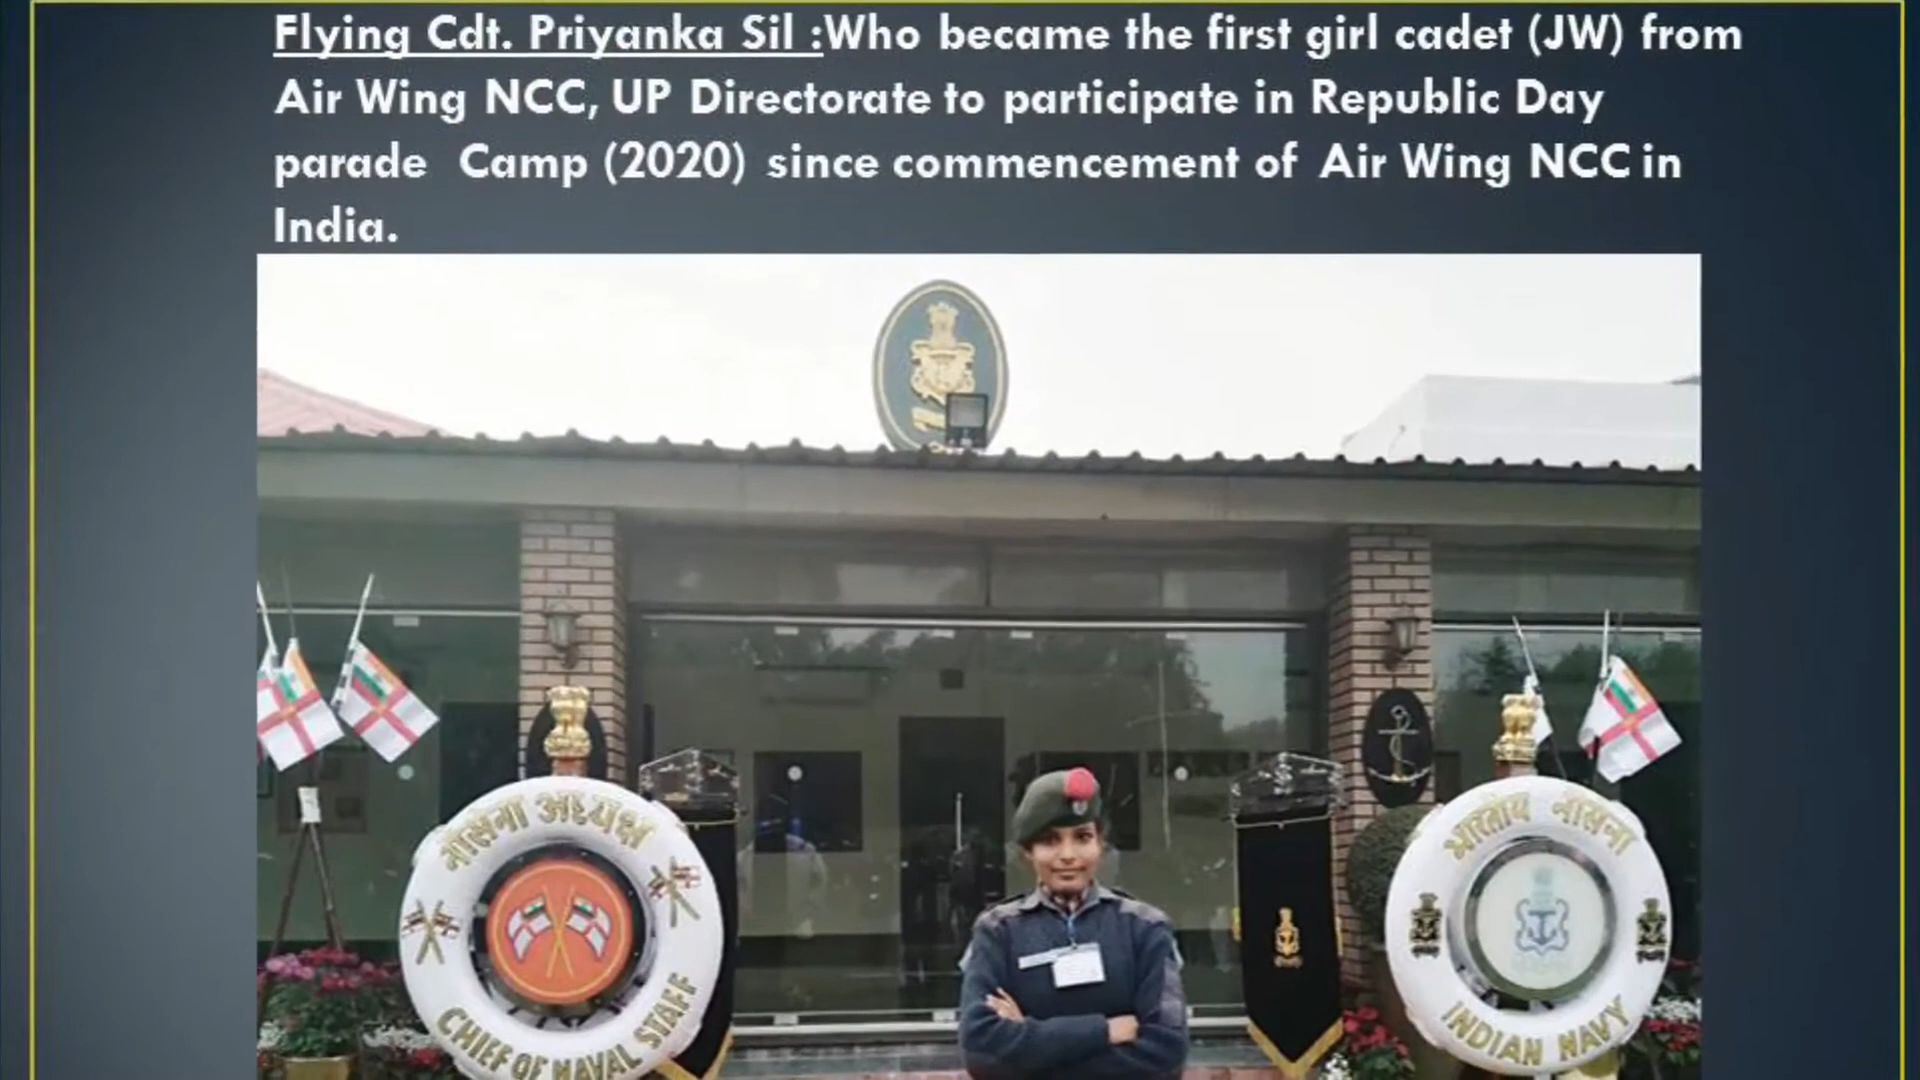 Flying Cdt. Priyanka Sil :Who became the first girl cadet (JW) from
Air Wing NCC, UP Directorate to participate in Republic Day
parade Camp (2020) since commencement of Air Wing NCC in
India.
नौसेना अध्यक्ष
CHIEF OF NAVAL STAFF
भारतीय नौसेना
INDIAN NAVY